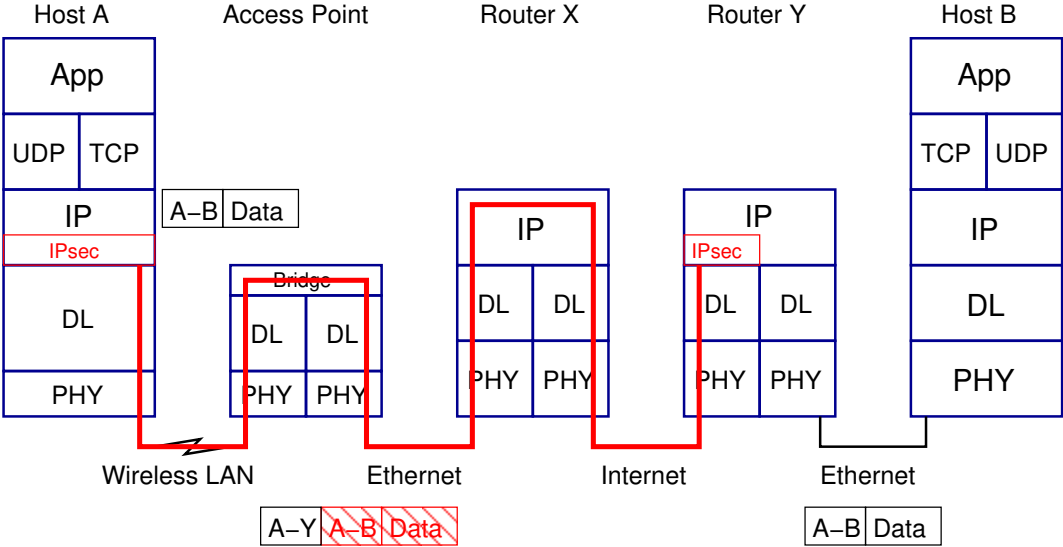 Host A Access Point Router X Router Y Host B
App App
UDP TCP TCP UDP
IP A–B Data IP IP IP
IPsec IPsec
Bridge
DL DL DL DL DL DL DL DL
PHY PHY PHY PHY PHY PHY PHY PHY
Wireless LAN Ethernet Internet Ethernet
A–Y A–B Data A–B Data